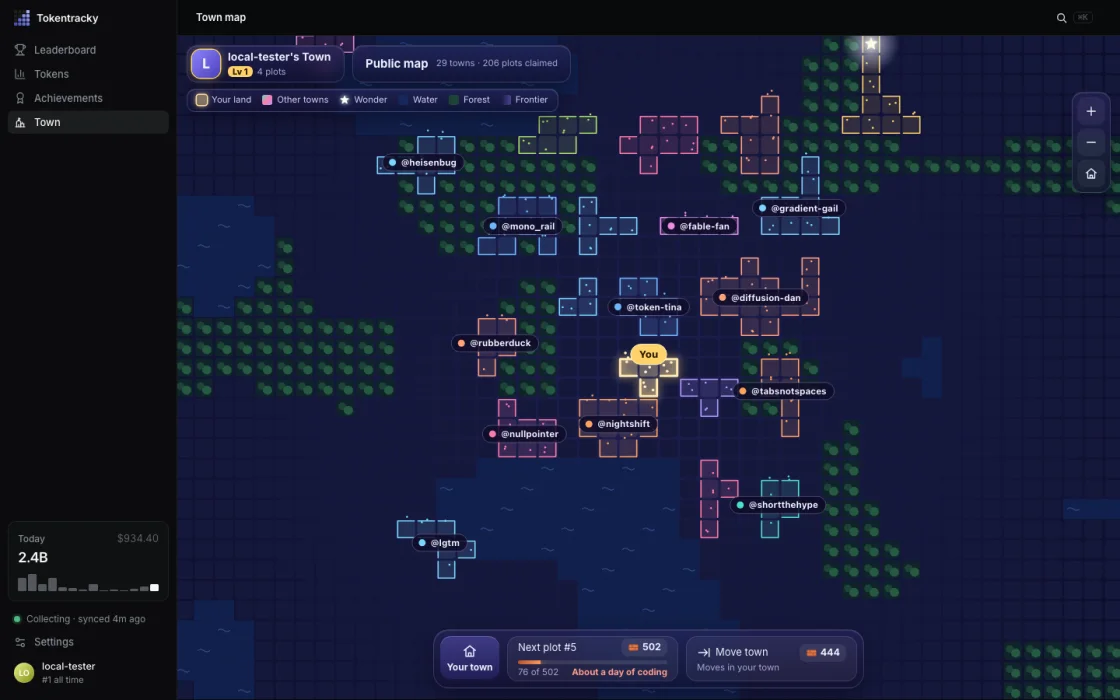 Tokentracky
Leaderboard
Tokens
Achievements
Town
Today $934.40
2.4B
Collecting · synced 4m ago
Settings
LO
local-tester
#1 all time
Town map
⌘K
L
local-tester's Town
Lv 1 4 plots
Public map 29 towns · 206 plots claimed
Your land Other towns Wonder Water Forest Frontier
@heisenbug
@gradient-gail
@mono_rail
@fable-fan
@diffusion-dan
@token-tina
@rubberduck
You
@tabsnotspaces
@nightshift
@nullpointer
@shortthehype
@lgtm
Your town
Next plot #5 502
76 of 502 About a day of coding
Move town 444
Moves in your town